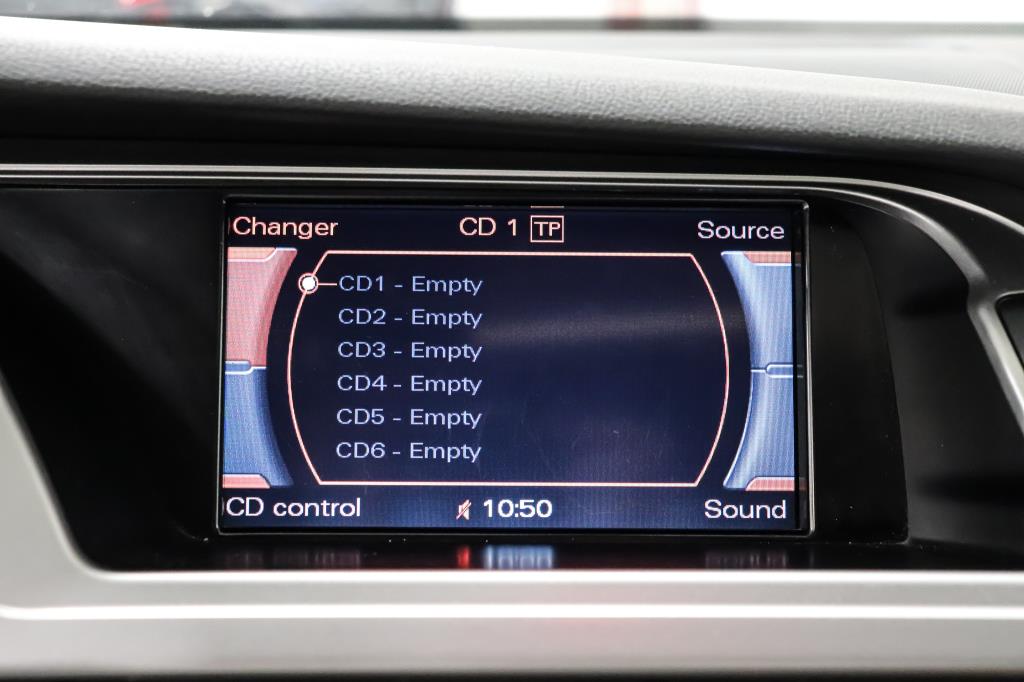 Changer CD 1 TP Source
CD1 - Empty
CD2 - Empty
CD3 - Empty
CD4 - Empty
CD5 - Empty
CD6 - Empty
CD control 10:50 Sound